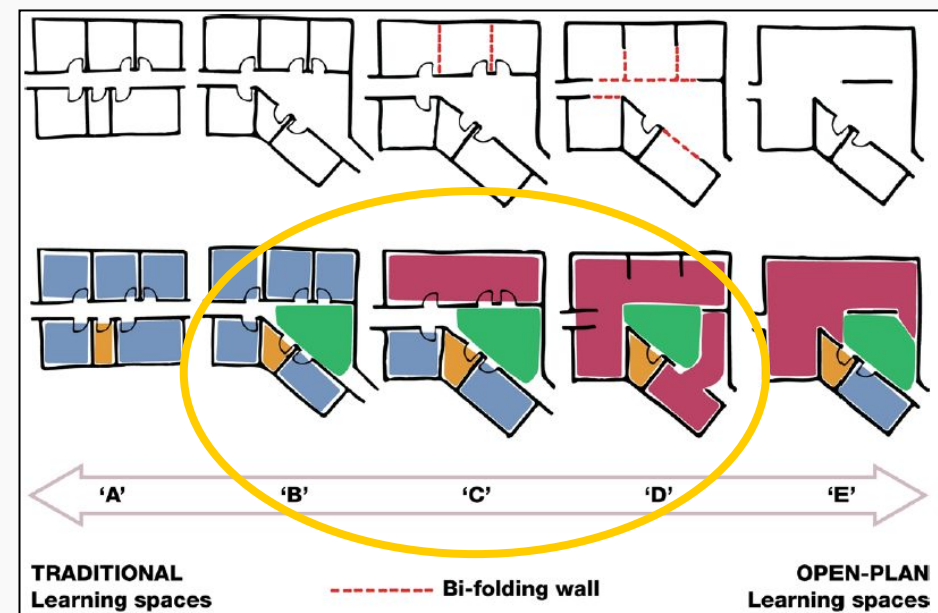 ‘A’ ‘B’ ‘C’ ‘D’ ‘E’
TRADITIONAL
Learning spaces
Bi-folding wall
OPEN-PLAN
Learning spaces